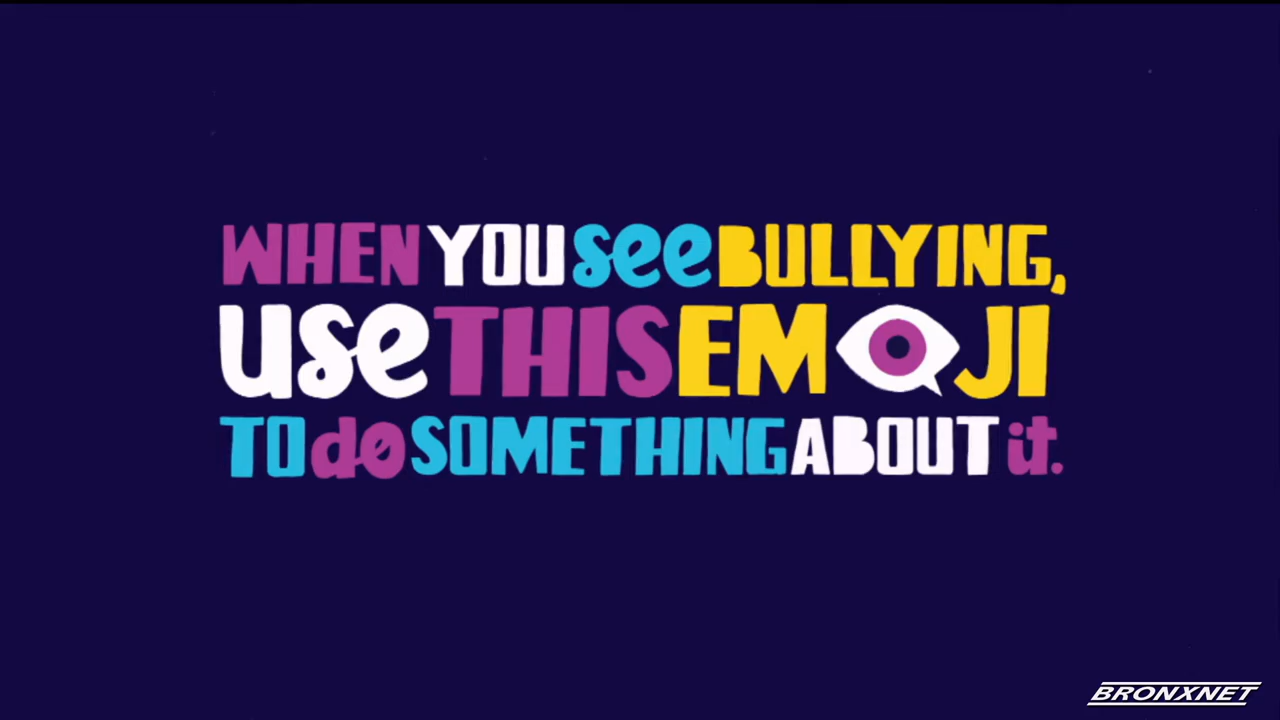 WHEN YOU see BULLYING,
use THIS EMOJI
TO do SOMETHING ABOUT it.
BRONXNET